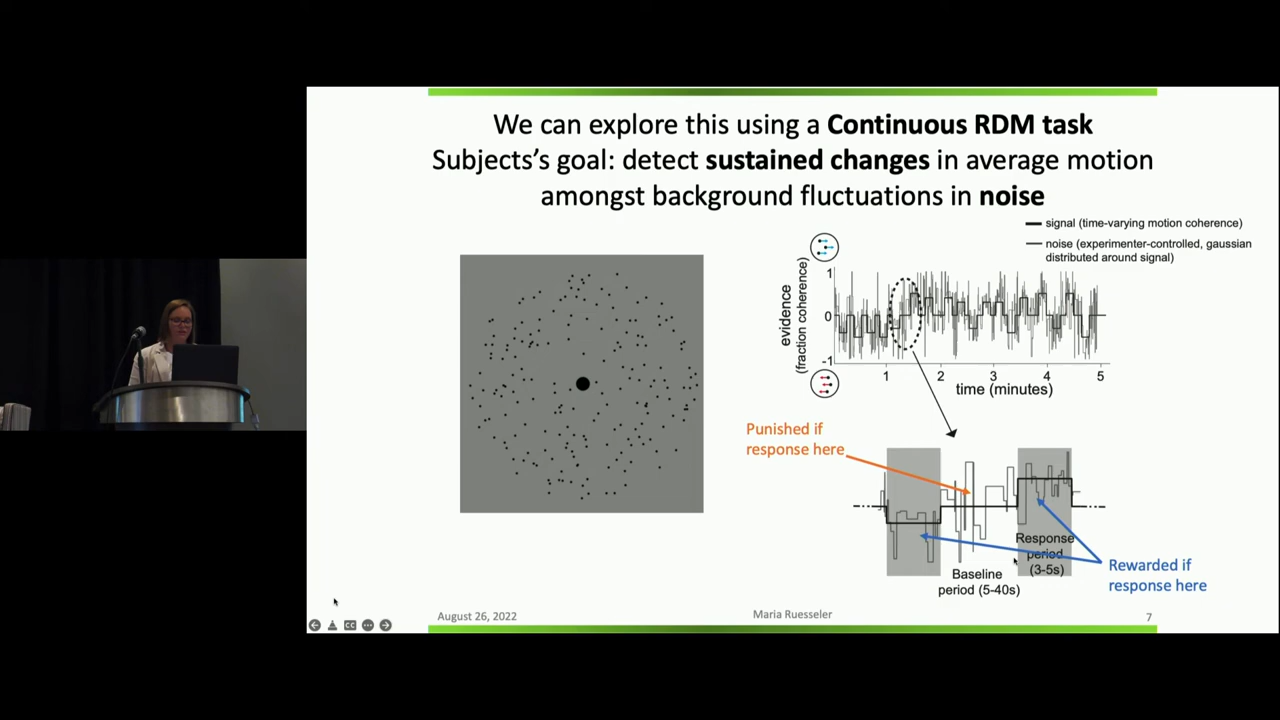 We can explore this using a Continuous RDM task
Subjects's goal: detect sustained changes in average motion
amongst background fluctuations in noise
signal (time-varying motion coherence)
noise (experimenter-controlled, gaussian
distributed around signal)
evidence
(fraction coherence)
1
0
-1
1
2
3
4
5
time (minutes)
Punished if
response here
Response
period
(3-5s)
Baseline
period (5-40s)
Rewarded if
response here
August 26, 2022
Maria Ruesseler
7
CC